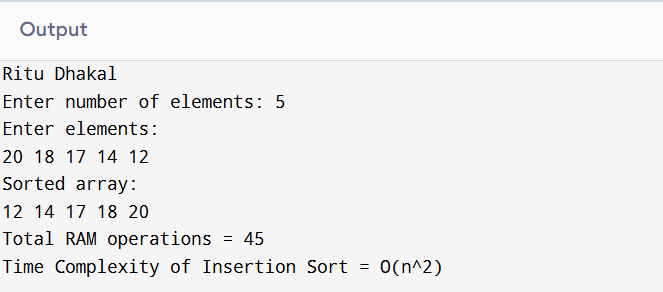 Output
Ritu Dhakal
Enter number of elements: 5
Enter elements:
20 18 17 14 12
Sorted array:
12 14 17 18 20
Total RAM operations = 45
Time Complexity of Insertion Sort = O(n^2)